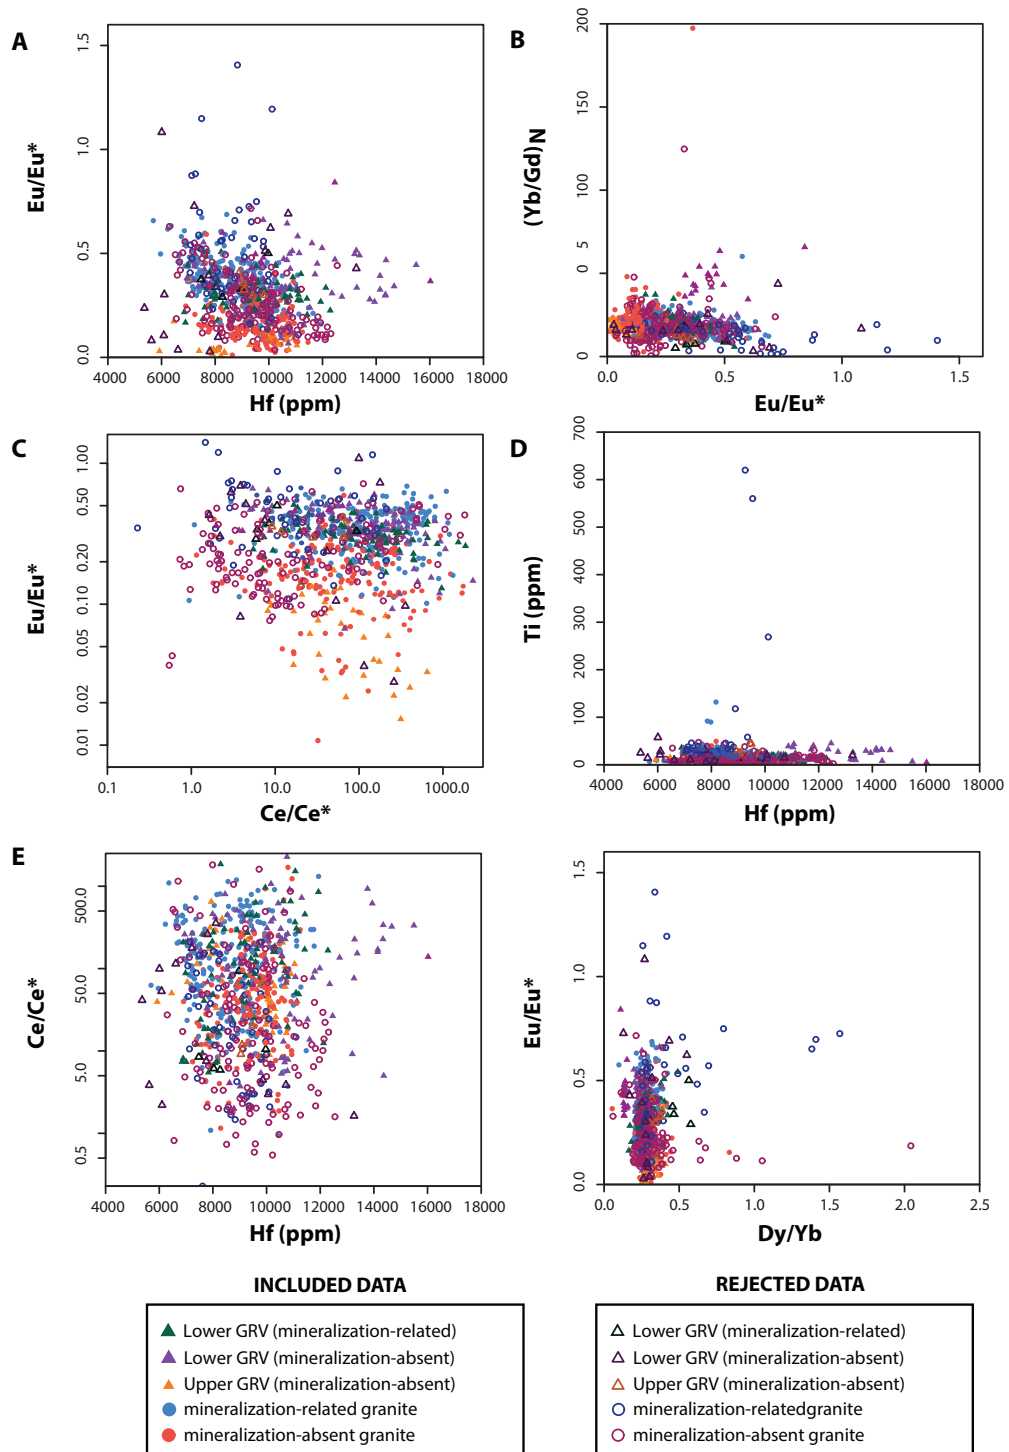 A
Eu/Eu*
1.5
1.0
0.5
0.0
4000 6000 8000 10000 12000 14000 16000 18000
Hf (ppm)
B
(Yb/Gd)N
200
150
100
5
0
0
0.0 0.5 1.0 1.5
Eu/Eu*
C
Eu/Eu*
1.00
0.50
0.20
0.10
0.05
0.02
0.01
0.1 1.0 10.0 100.0 1000.0
Ce/Ce*
D
Ti (ppm)
700
600
500
400
300
200
100
0
4000 6000 8000 10000 12000 14000 16000 18000
Hf (ppm)
E
Ce/Ce*
500.0
50.0
5.0
0.5
4000 6000 8000 10000 12000 14000 16000 18000
Hf (ppm)
Eu/Eu*
1.5
1.0
0.5
0.0
0.0 0.5 1.0 1.5 2.0 2.5
Dy/Yb
INCLUDED DATA
Lower GRV (mineralization-related)
Lower GRV (mineralization-absent)
Upper GRV (mineralization-absent)
mineralization-related granite
mineralization-absent granite
REJECTED DATA
Lower GRV (mineralization-related)
Lower GRV (mineralization-absent)
Upper GRV (mineralization-absent)
mineralization-relatedgranite
mineralization-absent granite